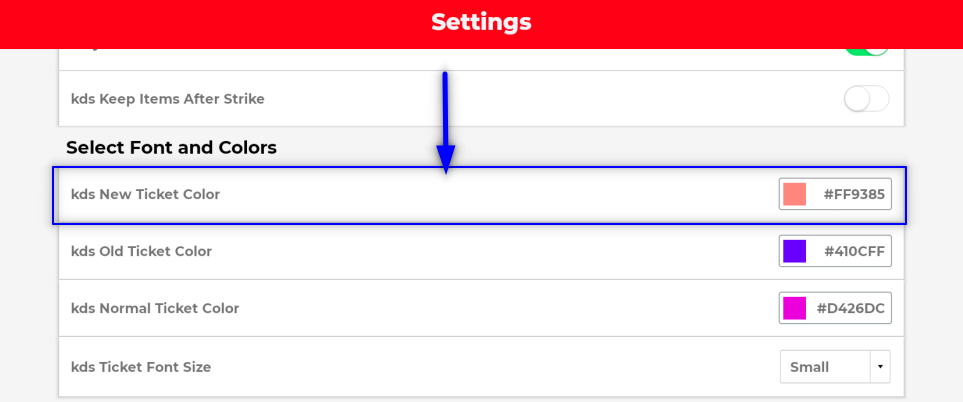 Settings
kds Keep Items After Strike
Select Font and Colors
kds New Ticket Color #FF9385
kds Old Ticket Color #410CFF
kds Normal Ticket Color #D426DC
kds Ticket Font Size Small